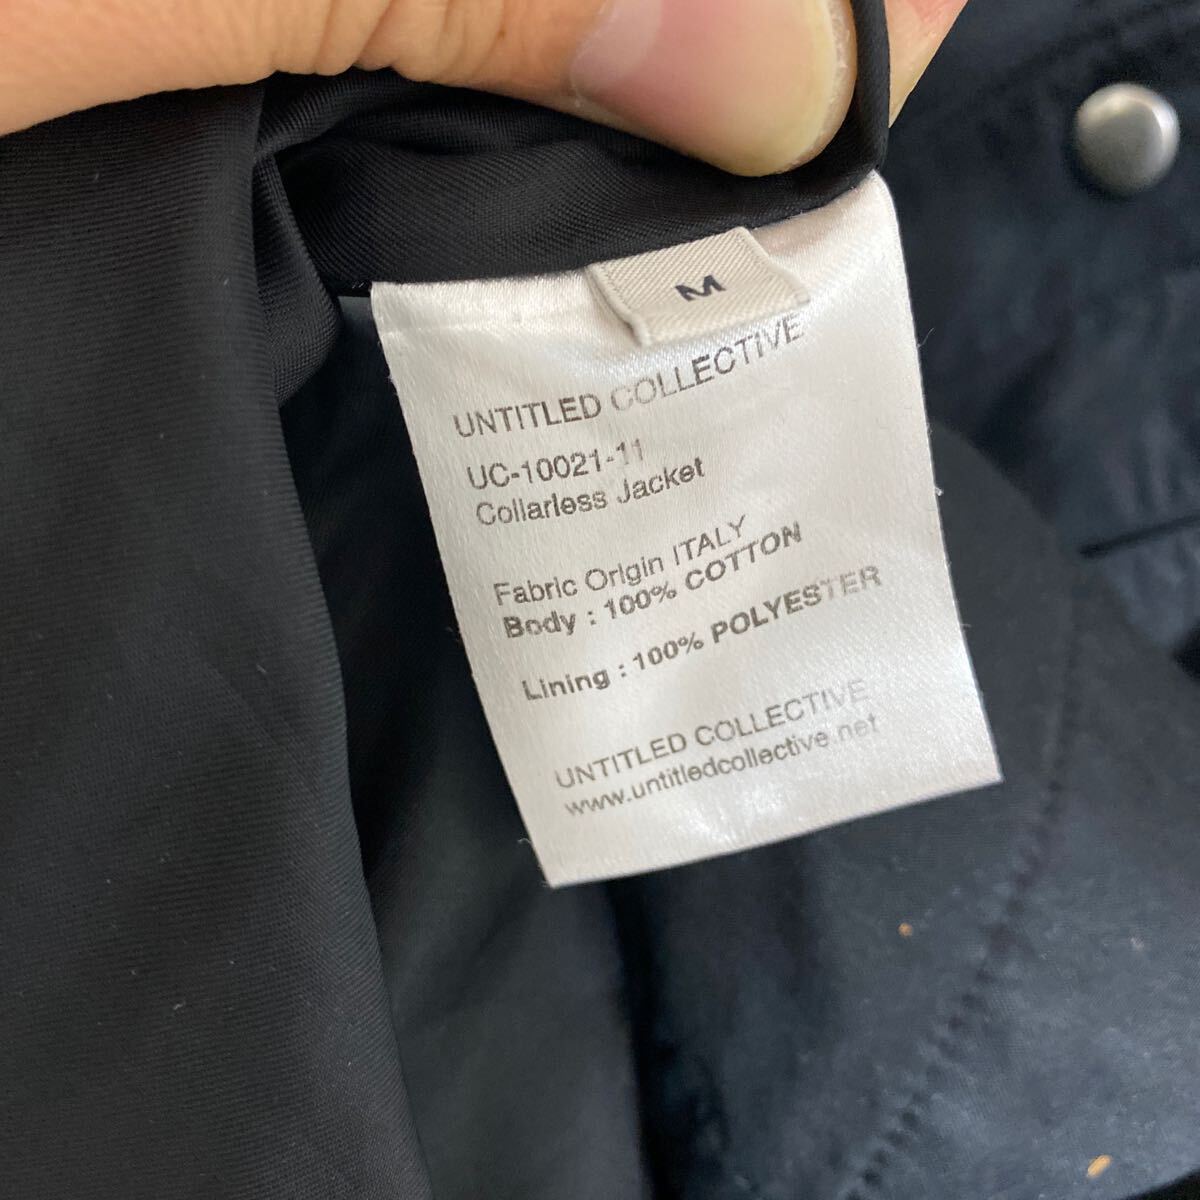 M
UNTITLED COLLECTIVE
UC-10021-11
Collarless Jacket
Fabric Origin ITALY
Body : 100% COTTON
Lining : 100% POLYESTER
UNTITLED COLLECTIVE
www.untitledcollective.net